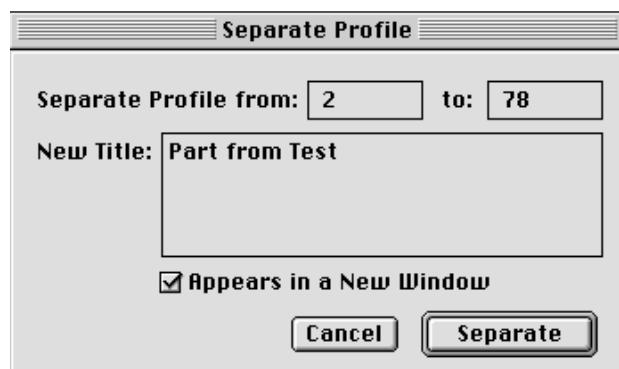 Separate Profile
Separate Profile from: 2 to: 78
New Title: Part from Test
Appears in a New Window
Cancel Separate